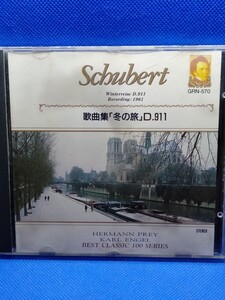 Schubert
Winterreise D.911
Recording: 1961
GRN-570
歌曲集「冬の旅」D.911
HERMANN PREY
KARL ENGEL
BEST CLASSIC 100 SERIES
STEREO